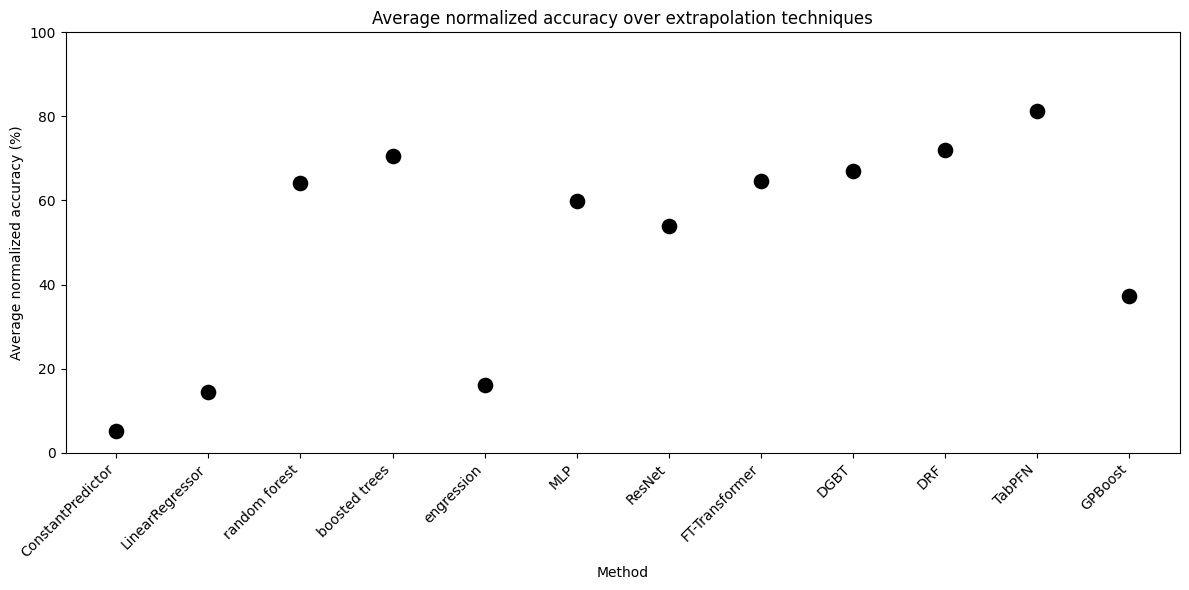 Average normalized accuracy over extrapolation techniques
Average normalized accuracy (%)
100
80
60
40
20
0
ConstantPredictor
LinearRegressor
random forest
boosted trees
engression
MLP
ResNet
FT-Transformer
DGBT
DRF
TabPFN
GPBoost
Method